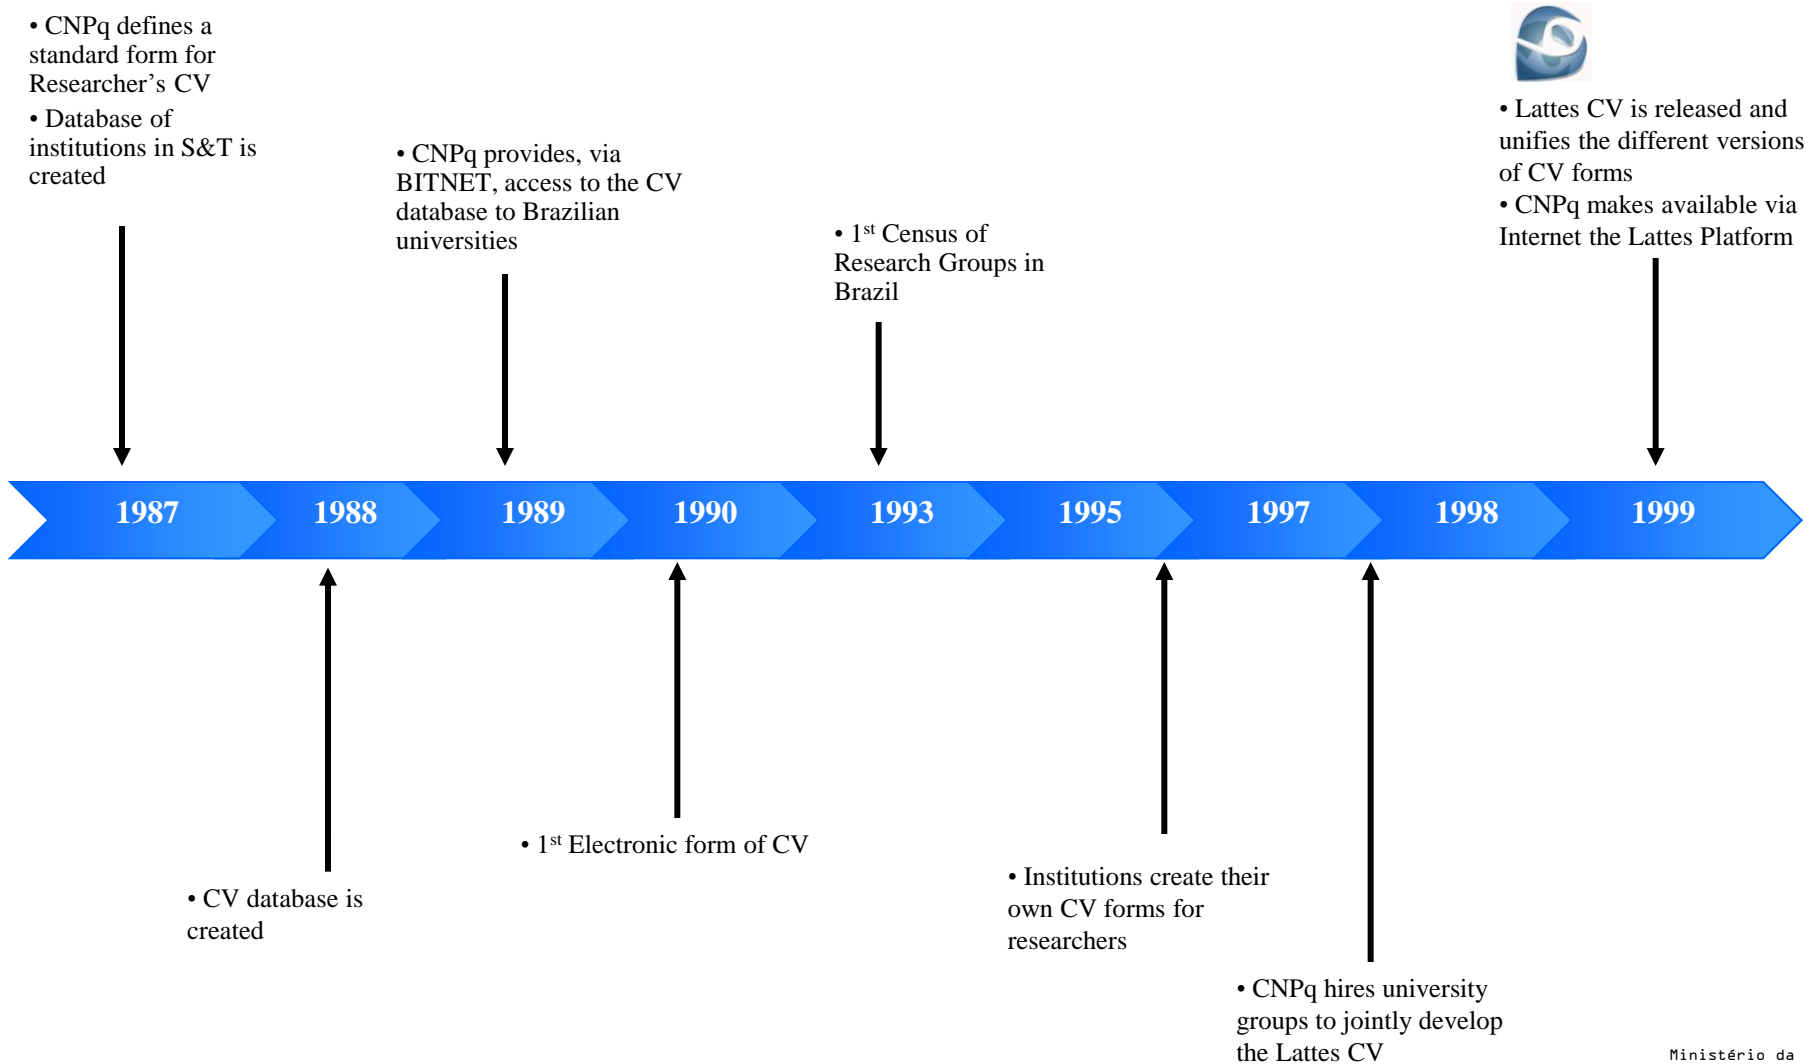 • CNPq defines a
standard form for
Researcher’s CV
• Database of
institutions in S&T is
created
• CNPq provides, via
BITNET, access to the CV
database to Brazilian
universities
• 1st Census of
Research Groups in
Brazil
• Lattes CV is released and
unifies the different versions
of CV forms
• CNPq makes available via
Internet the Lattes Platform
1987 1988 1989 1990 1993 1995 1997 1998 1999
• CV database is
created
• 1st Electronic form of CV
• Institutions create their
own CV forms for
researchers
• CNPq hires university
groups to jointly develop
the Lattes CV
Ministério da